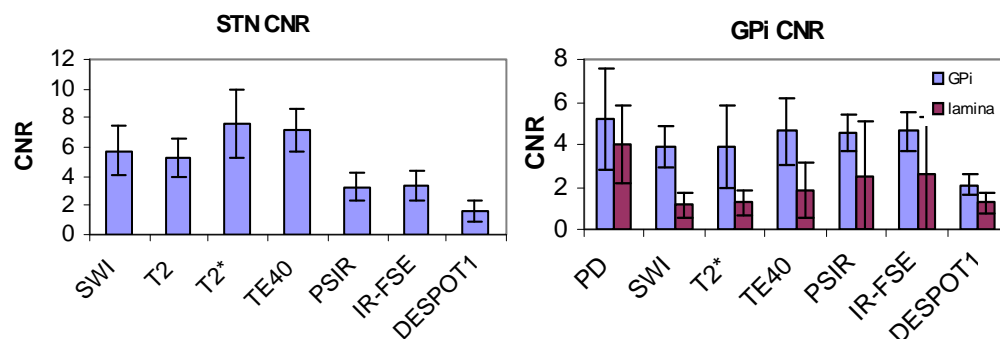 STN CNR
CNR
12
10
8
6
4
2
0
SWI
T2
T2*
TE40
PSIR
IR-FSE
DESPOT1
GPi CNR
CNR
8
6
4
2
0
GPi
lamina
PD
SWI
T2*
TE40
PSIR
IR-FSE
DESPOT1